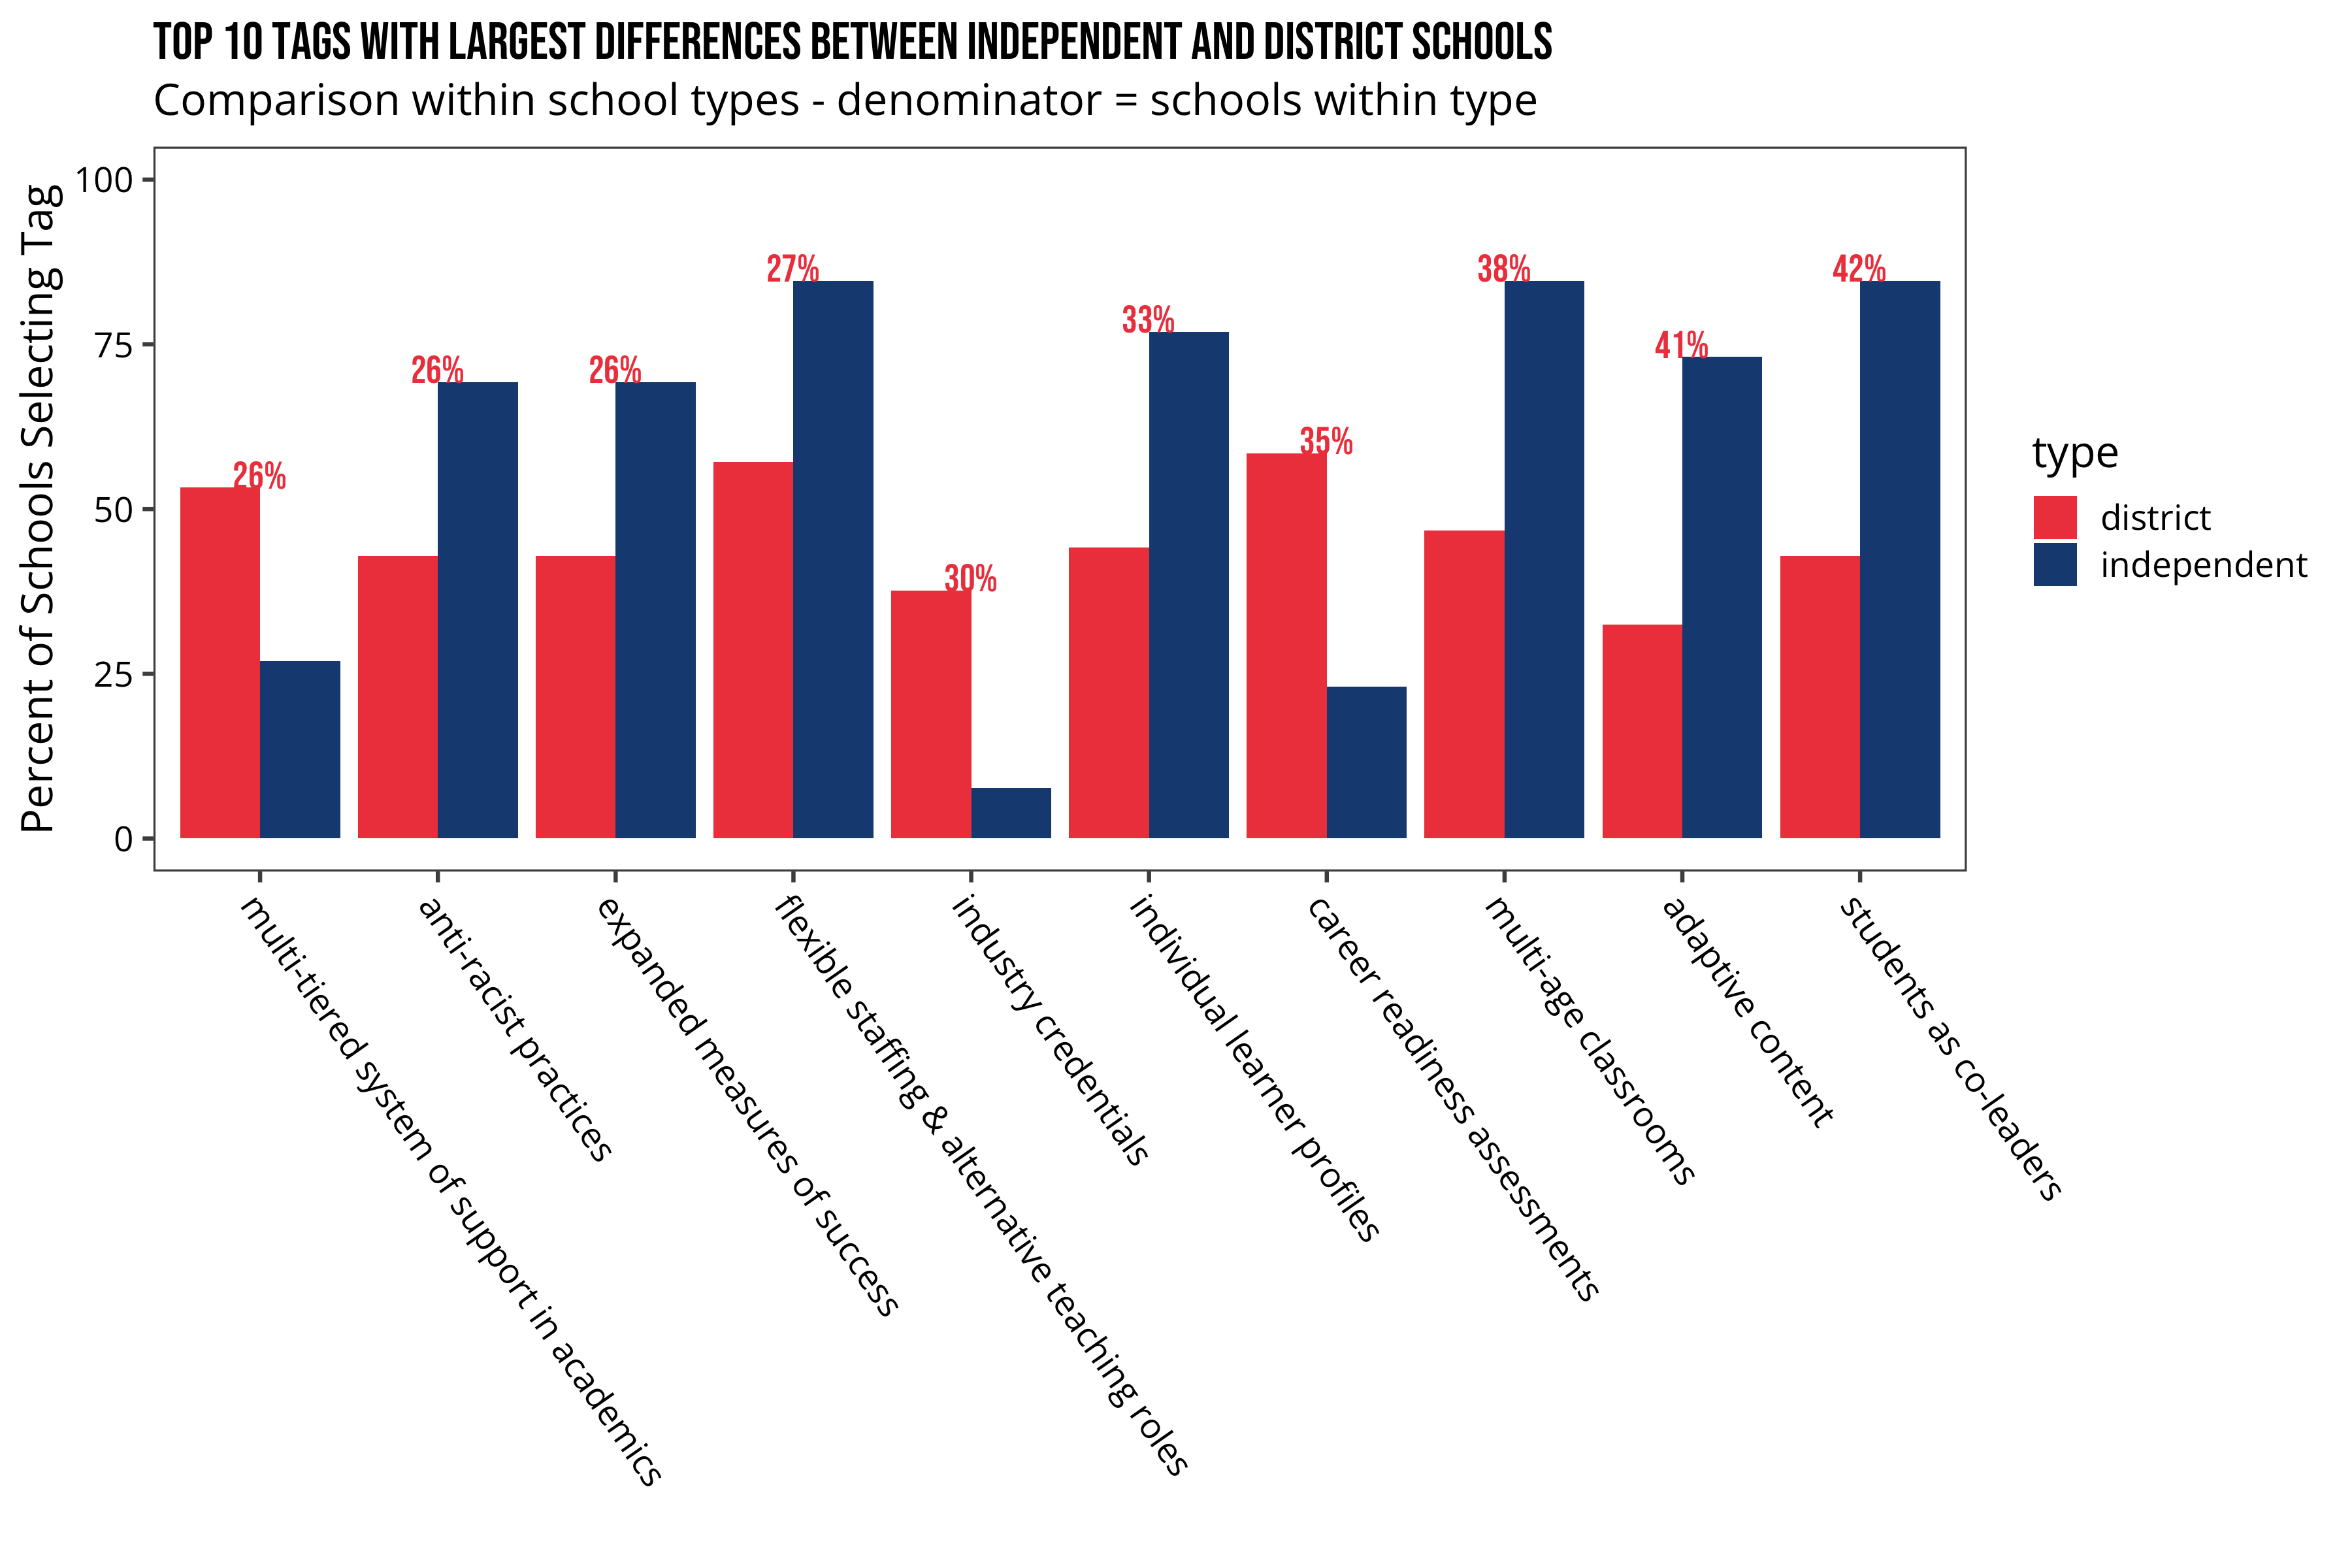 TOP 10 TAGS WITH LARGEST DIFFERENCES BETWEEN INDEPENDENT AND DISTRICT SCHOOLS
Comparison within school types - denominator = schools within type
Percent of Schools Selecting Tag
100
75
50
25
0
26%
26%
26%
27%
30%
33%
35%
38%
41%
42%
multi-tiered system of support in academics
anti-racist practices
expanded measures of success
flexible staffing & alternative teaching roles
industry credentials
individual learner profiles
career readiness assessments
multi-age classrooms
adaptive content
students as co-leaders
type
district
independent